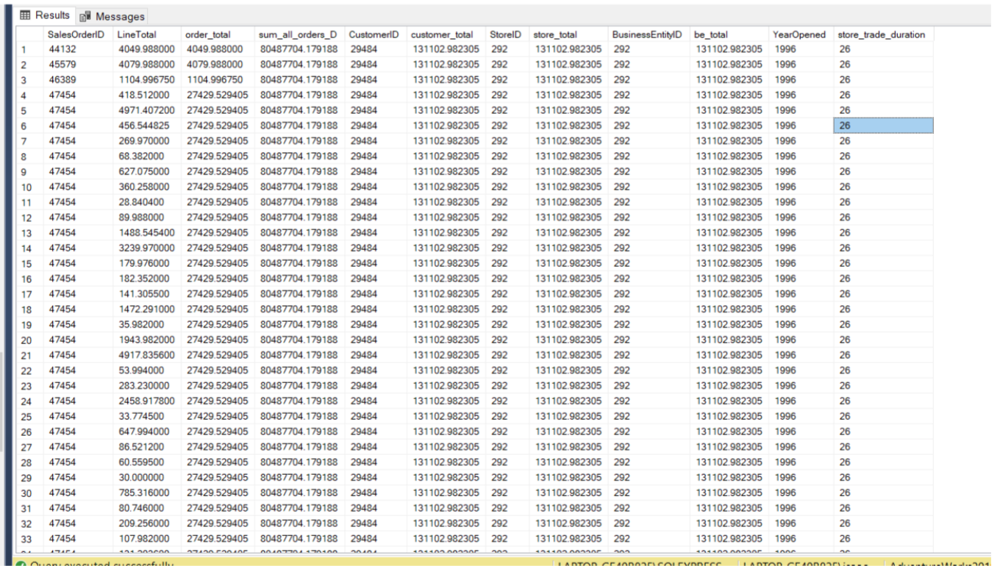 Results Messages
SalesOrderID LineTotal order_total sum_all_orders_D CustomerID customer_total StoreID store_total BusinessEntityID be_total YearOpened store_trade_duration
1 44132 4049.988000 4049.988000 80487704.179188 29484 131102.982305 292 131102.982305 292 131102.982305 1996 26
2 45579 4079.988000 4079.988000 80487704.179188 29484 131102.982305 292 131102.982305 292 131102.982305 1996 26
3 46389 1104.996750 1104.996750 80487704.179188 29484 131102.982305 292 131102.982305 292 131102.982305 1996 26
4 47454 418.512000 27429.529405 80487704.179188 29484 131102.982305 292 131102.982305 292 131102.982305 1996 26
5 47454 4971.407200 27429.529405 80487704.179188 29484 131102.982305 292 131102.982305 292 131102.982305 1996 26
6 47454 456.544825 27429.529405 80487704.179188 29484 131102.982305 292 131102.982305 292 131102.982305 1996 26
7 47454 269.970000 27429.529405 80487704.179188 29484 131102.982305 292 131102.982305 292 131102.982305 1996 26
8 47454 68.382000 27429.529405 80487704.179188 29484 131102.982305 292 131102.982305 292 131102.982305 1996 26
9 47454 627.075000 27429.529405 80487704.179188 29484 131102.982305 292 131102.982305 292 131102.982305 1996 26
10 47454 360.258000 27429.529405 80487704.179188 29484 131102.982305 292 131102.982305 292 131102.982305 1996 26
11 47454 28.840400 27429.529405 80487704.179188 29484 131102.982305 292 131102.982305 292 131102.982305 1996 26
12 47454 89.988000 27429.529405 80487704.179188 29484 131102.982305 292 131102.982305 292 131102.982305 1996 26
13 47454 1488.545400 27429.529405 80487704.179188 29484 131102.982305 292 131102.982305 292 131102.982305 1996 26
14 47454 3239.970000 27429.529405 80487704.179188 29484 131102.982305 292 131102.982305 292 131102.982305 1996 26
15 47454 179.976000 27429.529405 80487704.179188 29484 131102.982305 292 131102.982305 292 131102.982305 1996 26
16 47454 182.352000 27429.529405 80487704.179188 29484 131102.982305 292 131102.982305 292 131102.982305 1996 26
17 47454 141.305500 27429.529405 80487704.179188 29484 131102.982305 292 131102.982305 292 131102.982305 1996 26
18 47454 1472.291000 27429.529405 80487704.179188 29484 131102.982305 292 131102.982305 292 131102.982305 1996 26
19 47454 35.982000 27429.529405 80487704.179188 29484 131102.982305 292 131102.982305 292 131102.982305 1996 26
20 47454 1943.982000 27429.529405 80487704.179188 29484 131102.982305 292 131102.982305 292 131102.982305 1996 26
21 47454 4917.835600 27429.529405 80487704.179188 29484 131102.982305 292 131102.982305 292 131102.982305 1996 26
22 47454 53.994000 27429.529405 80487704.179188 29484 131102.982305 292 131102.982305 292 131102.982305 1996 26
23 47454 283.230000 27429.529405 80487704.179188 29484 131102.982305 292 131102.982305 292 131102.982305 1996 26
24 47454 2458.917800 27429.529405 80487704.179188 29484 131102.982305 292 131102.982305 292 131102.982305 1996 26
25 47454 33.774500 27429.529405 80487704.179188 29484 131102.982305 292 131102.982305 292 131102.982305 1996 26
26 47454 647.994000 27429.529405 80487704.179188 29484 131102.982305 292 131102.982305 292 131102.982305 1996 26
27 47454 86.521200 27429.529405 80487704.179188 29484 131102.982305 292 131102.982305 292 131102.982305 1996 26
28 47454 60.559500 27429.529405 80487704.179188 29484 131102.982305 292 131102.982305 292 131102.982305 1996 26
29 47454 30.000000 27429.529405 80487704.179188 29484 131102.982305 292 131102.982305 292 131102.982305 1996 26
30 47454 785.316000 27429.529405 80487704.179188 29484 131102.982305 292 131102.982305 292 131102.982305 1996 26
31 47454 80.746000 27429.529405 80487704.179188 29484 131102.982305 292 131102.982305 292 131102.982305 1996 26
32 47454 209.256000 27429.529405 80487704.179188 29484 131102.982305 292 131102.982305 292 131102.982305 1996 26
33 47454 107.982000 27429.529405 80487704.179188 29484 131102.982305 292 131102.982305 292 131102.982305 1996 26
Query executed successfully